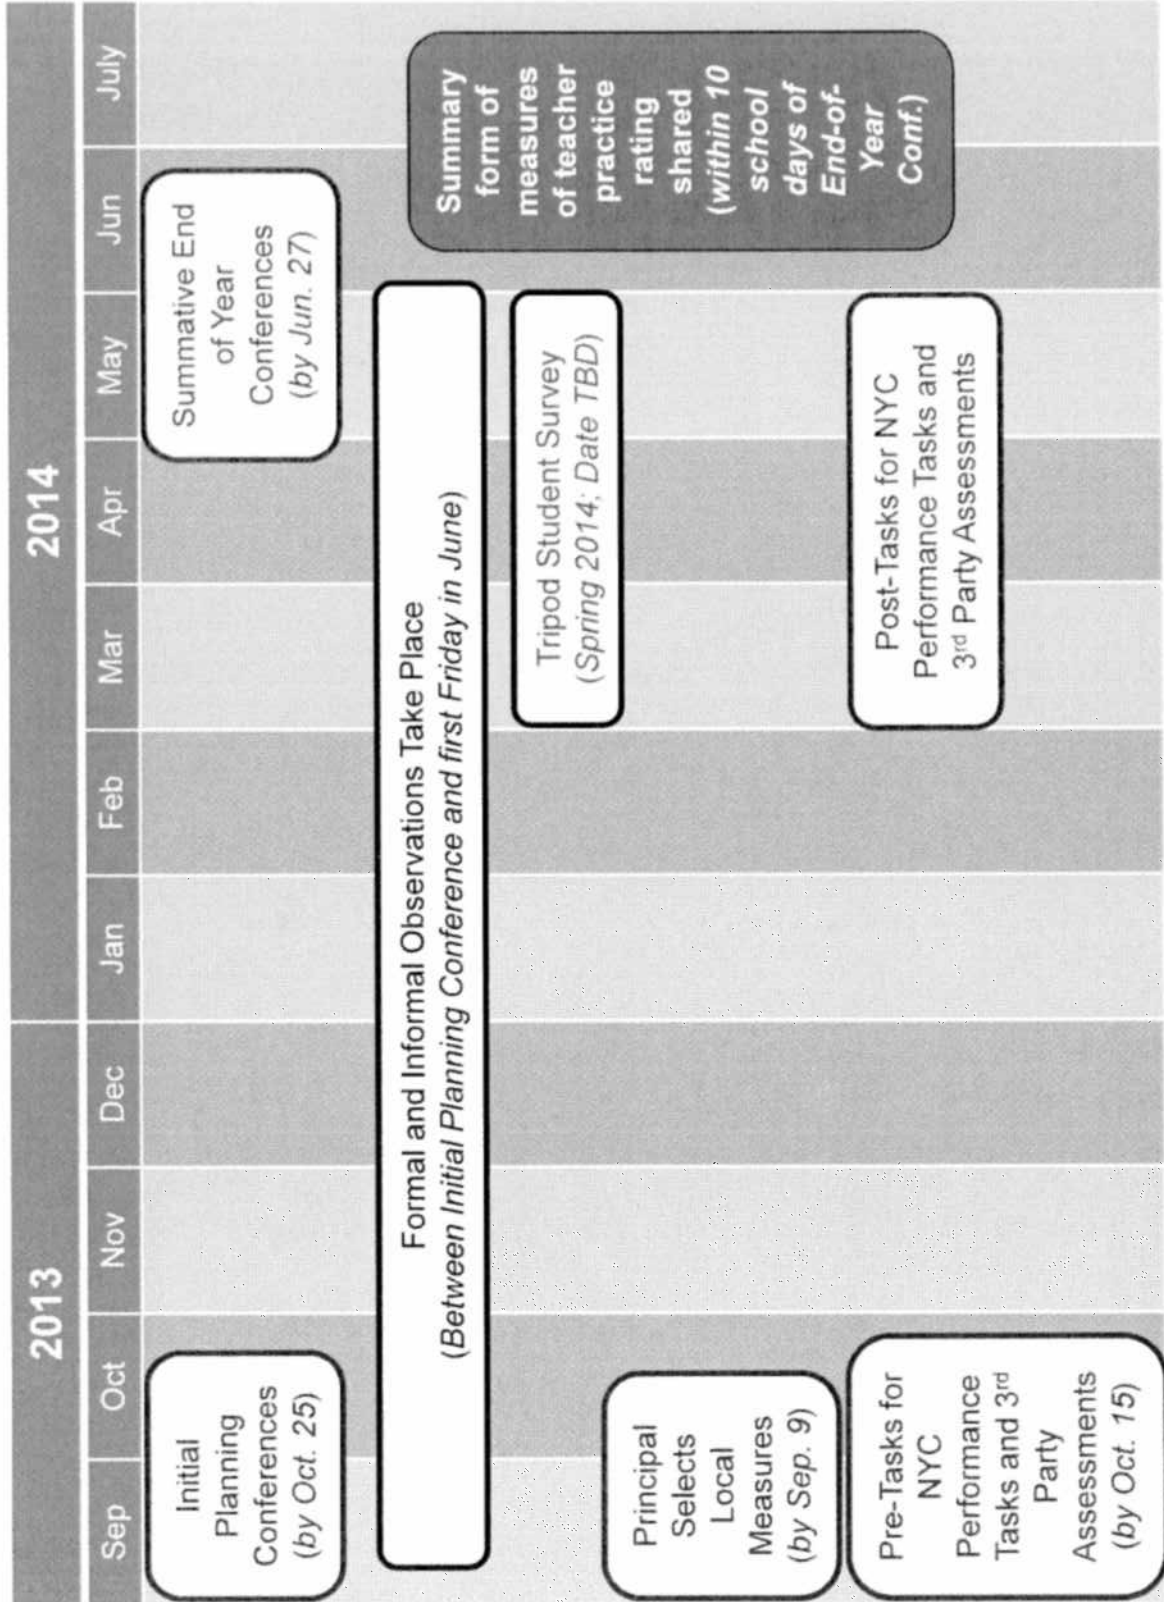 2013
2014
Sep
Oct
Nov
Dec
Jan
Feb
Mar
Apr
May
Jun
July
Initial
Planning
Conferences
(by Oct. 25)
Summative End
of Year
Conferences
(by Jun. 27)
Formal and Informal Observations Take Place
(Between Initial Planning Conference and first Friday in June)
Summary
form of
measures
of teacher
practice
rating
shared
(within 10
school
days of
End-of-
Year
Conf.)
Tripod Student Survey
(Spring 2014; Date TBD)
Principal
Selects
Local
Measures
(by Sep. 9)
Pre-Tasks for
NYC
Performance
Tasks and 3rd
Party
Assessments
(by Oct. 15)
Post-Tasks for NYC
Performance Tasks and
3rd Party Assessments